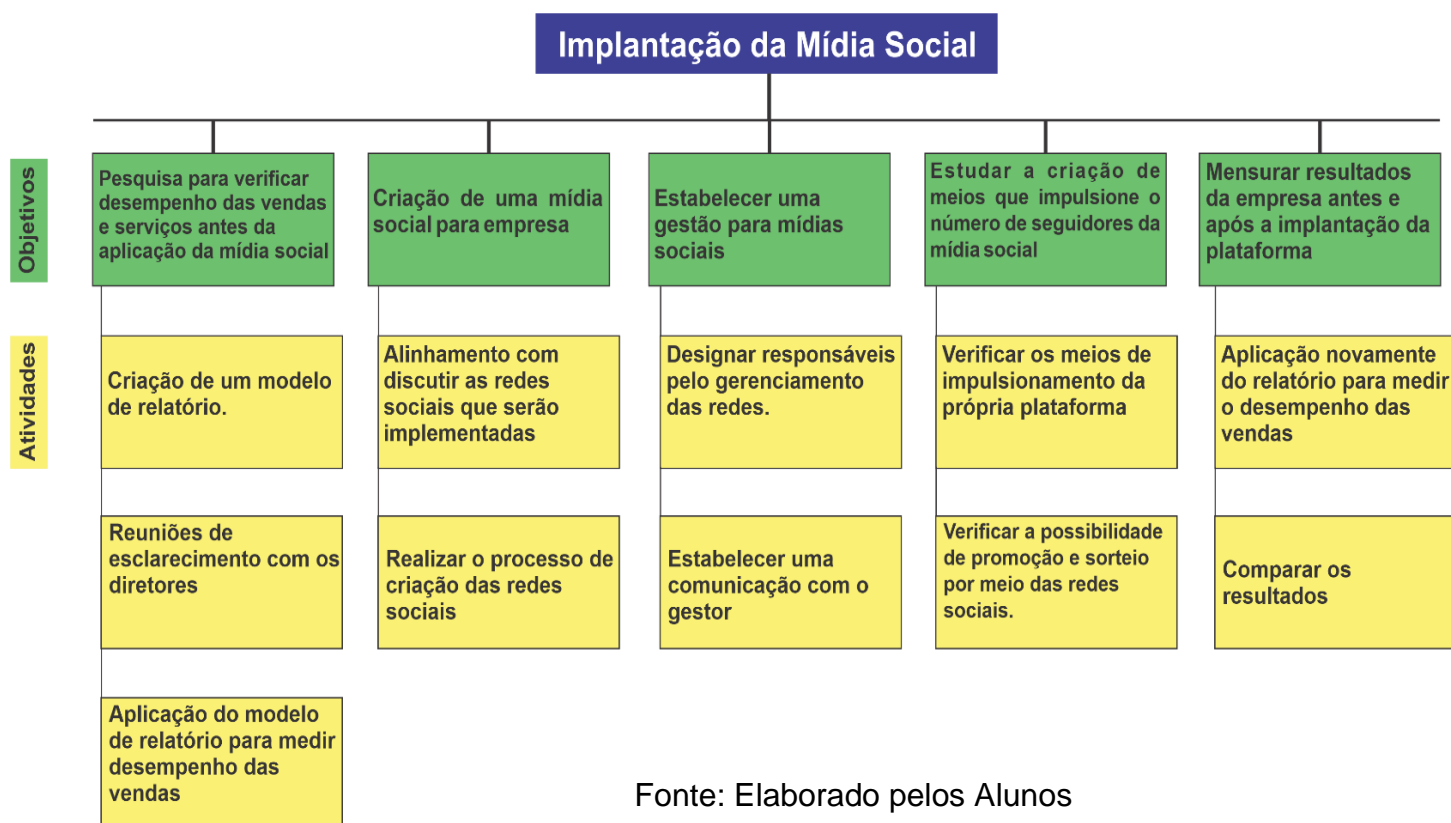 Implantação da Mídia Social
Objetivos
Pesquisa para verificar
desempenho das vendas
e serviços antes da
aplicação da mídia social
Criação de uma mídia
social para empresa
Estabelecer uma
gestão para mídias
sociais
Estudar a criação de
meios que impulsione o
número de seguidores da
mídia social
Mensurar resultados
da empresa antes e
após a implantação da
plataforma
Atividades
Criação de um modelo
de relatório.
Alinhamento com
discutir as redes
sociais que serão
implementadas
Designar responsáveis
pelo gerenciamento
das redes.
Verificar os meios de
impulsionamento da
própria plataforma
Aplicação novamente
do relatório para medir
o desempenho das
vendas
Reuniões de
esclarecimento com os
diretores
Realizar o processo de
criação das redes
sociais
Estabelecer uma
comunicação com o
gestor
Verificar a possibilidade
de promoção e sorteio
por meio das redes
sociais.
Comparar os
resultados
Aplicação do modelo
de relatório para medir
desempenho das
vendas
Fonte: Elaborado pelos Alunos